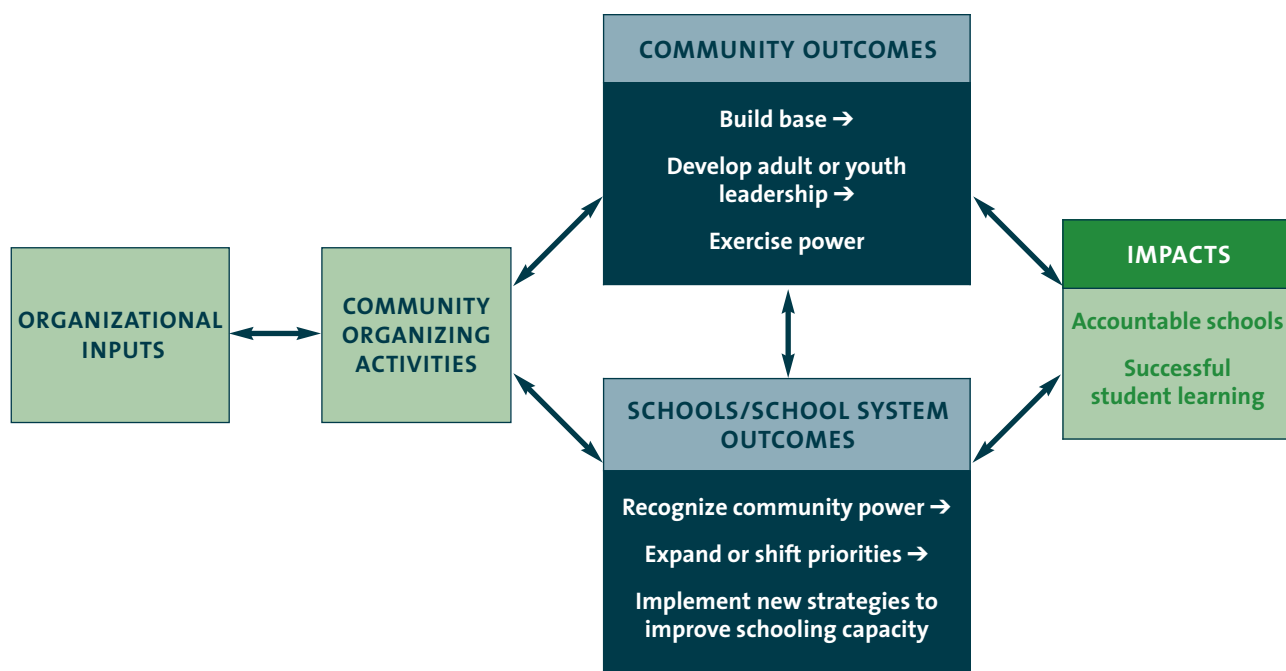 ORGANIZATIONAL
INPUTS
COMMUNITY
ORGANIZING
ACTIVITIES
COMMUNITY OUTCOMES
Build base ➔
Develop adult or youth
leadership ➔
Exercise power
SCHOOLS/SCHOOL SYSTEM
OUTCOMES
Recognize community power ➔
Expand or shift priorities ➔
Implement new strategies to
improve schooling capacity
IMPACTS
Accountable schools
Successful
student learning